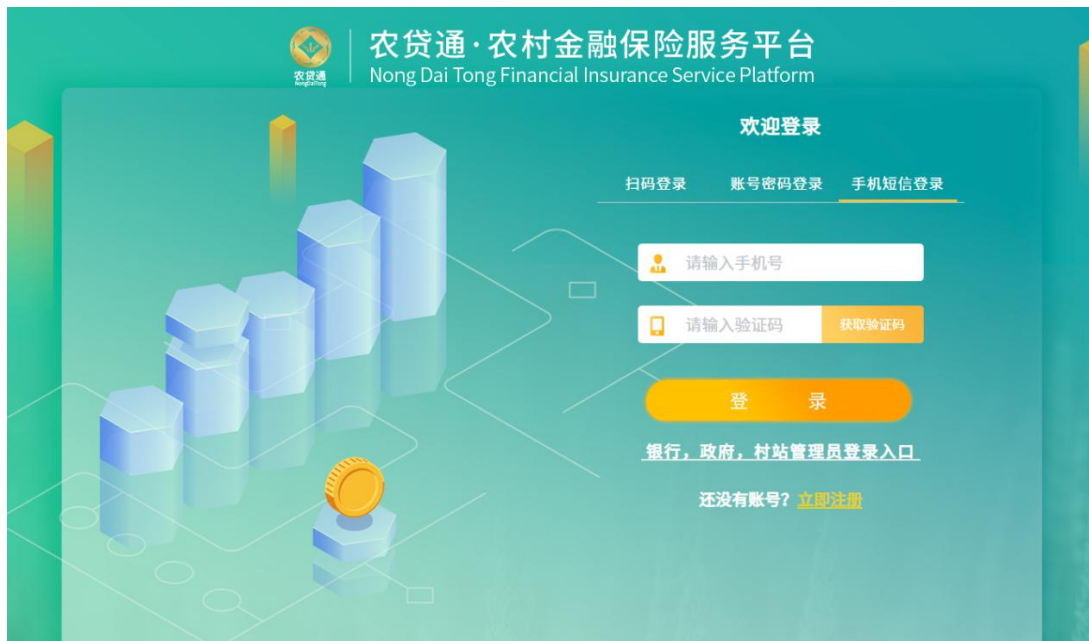 农贷通·农村金融保险服务平台
Nong Dai Tong Financial Insurance Service Platform
农贷通
NongDaiTong
欢迎登录
扫码登录 账号密码登录 手机短信登录
请输入手机号
请输入验证码 获取验证码
登 录
银行，政府，村站管理员登录入口
还没有账号？立即注册